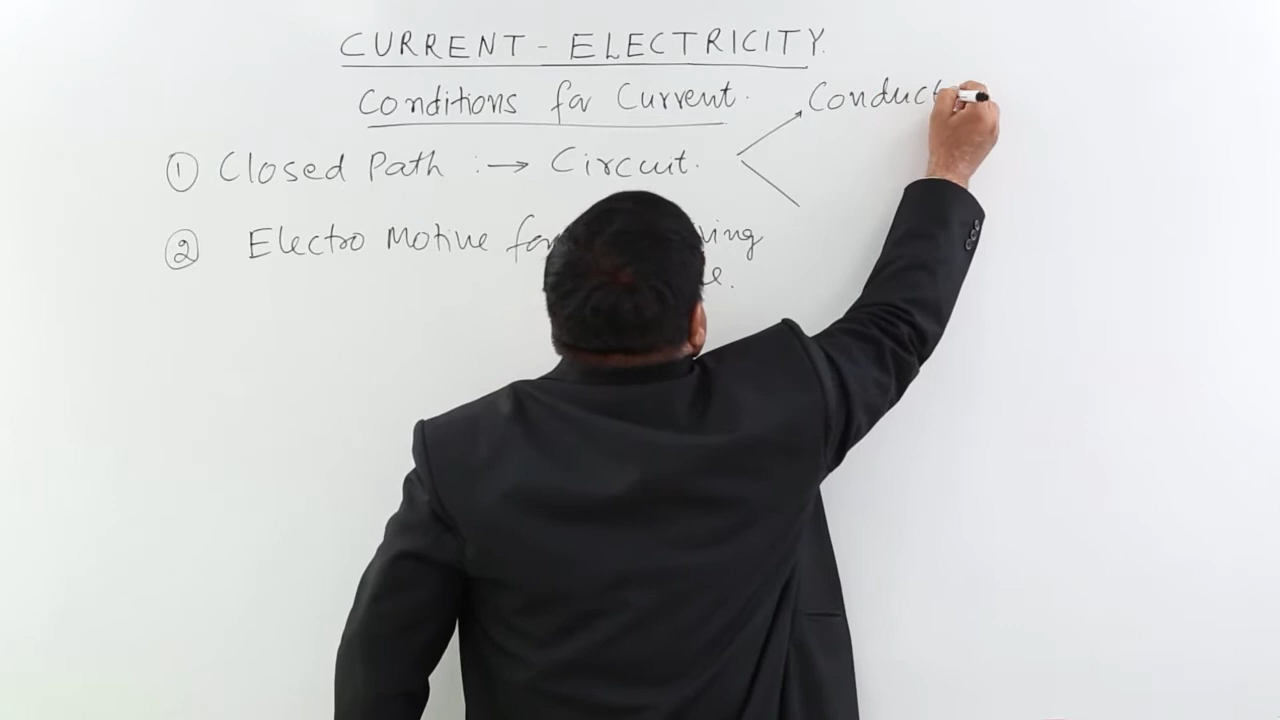 CURRENT - ELECTRICITY.
Conditions for Current.
Conduct
① Closed Path :→ Circuit.
② Electro Motive